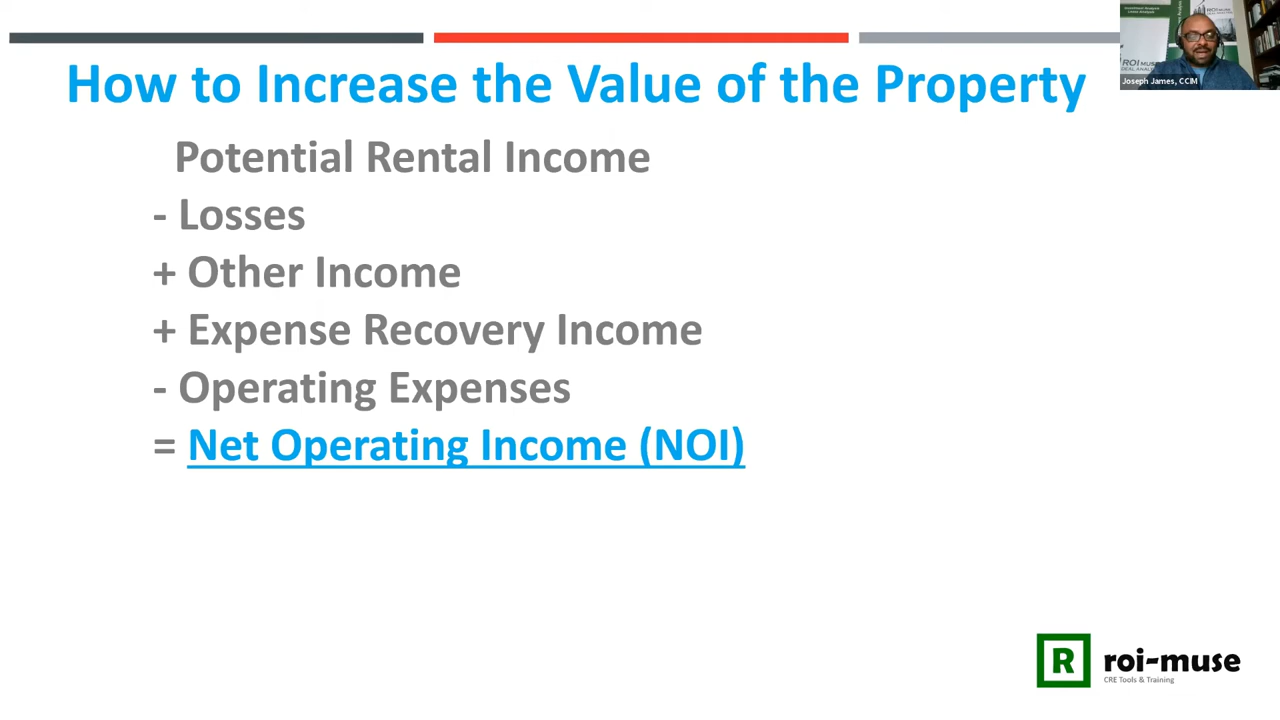 How to Increase the Value of the Property
Potential Rental Income
- Losses
+ Other Income
+ Expense Recovery Income
- Operating Expenses
= Net Operating Income (NOI)
Joseph James, CCIM
R roi-muse
CRE Tools & Training